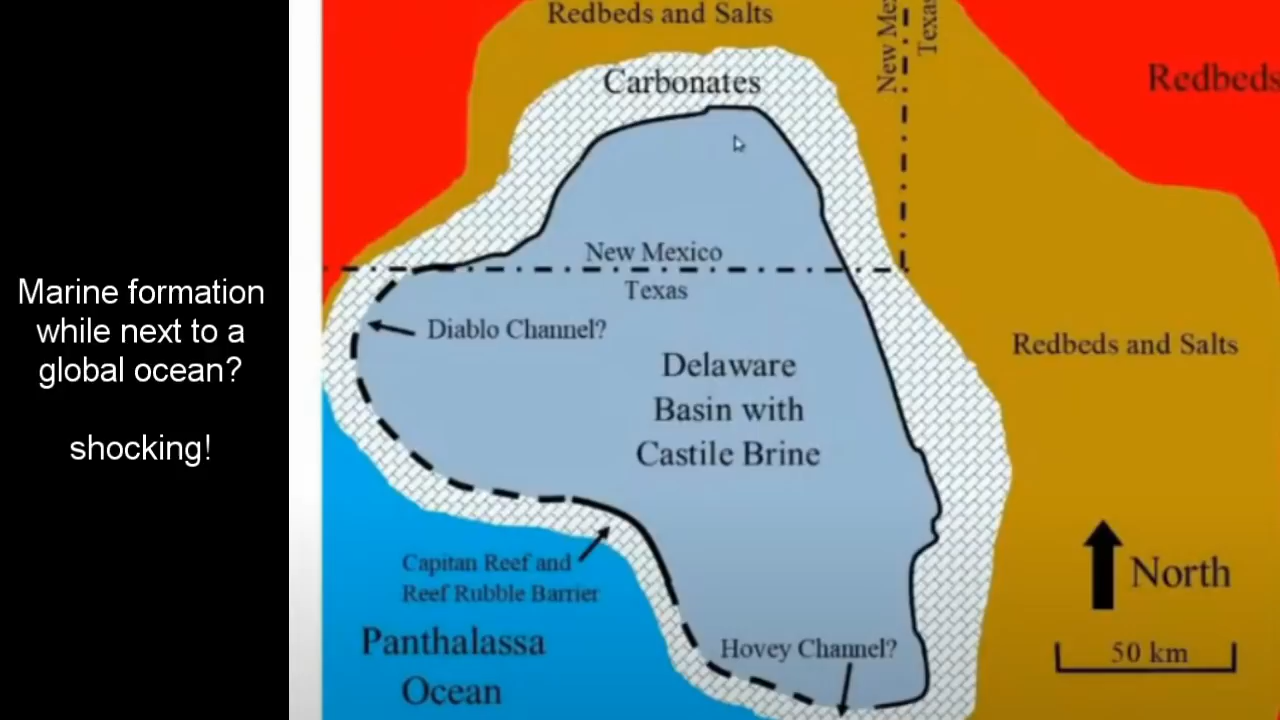 Marine formation
while next to a
global ocean?
shocking!
Redbeds and Salts
New Mex
Texas
Redbeds
Carbonates
New Mexico
Texas
Diablo Channel?
Redbeds and Salts
Delaware
Basin with
Castile Brine
Capitan Reef and
Reef Rubble Barrier
North
Panthalassa
Ocean
Hovey Channel?
50 km